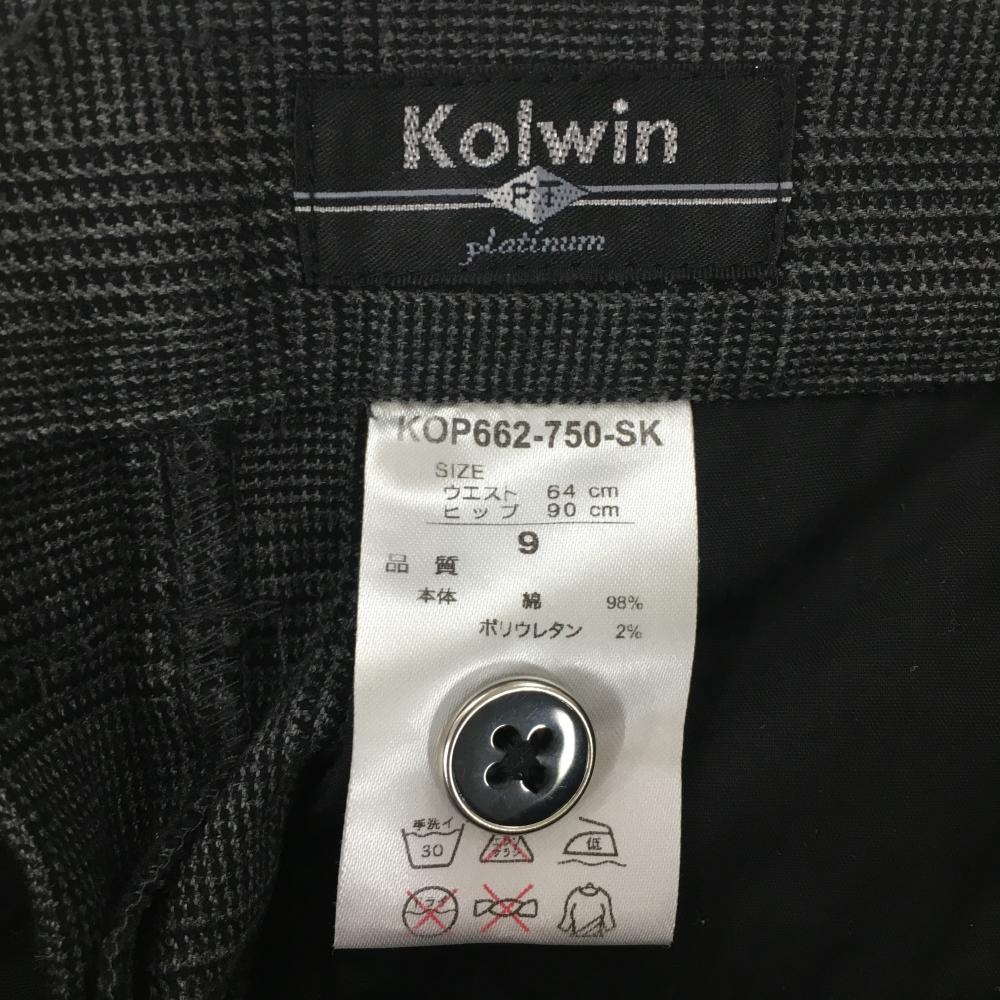 Kolwin
PT
platinum
KOP662-750-SK
SIZE
ウエスト 64 cm
ヒップ 90 cm
9
品 質
本体 綿 98%
ポリウレタン 2%
手洗イ
30
低